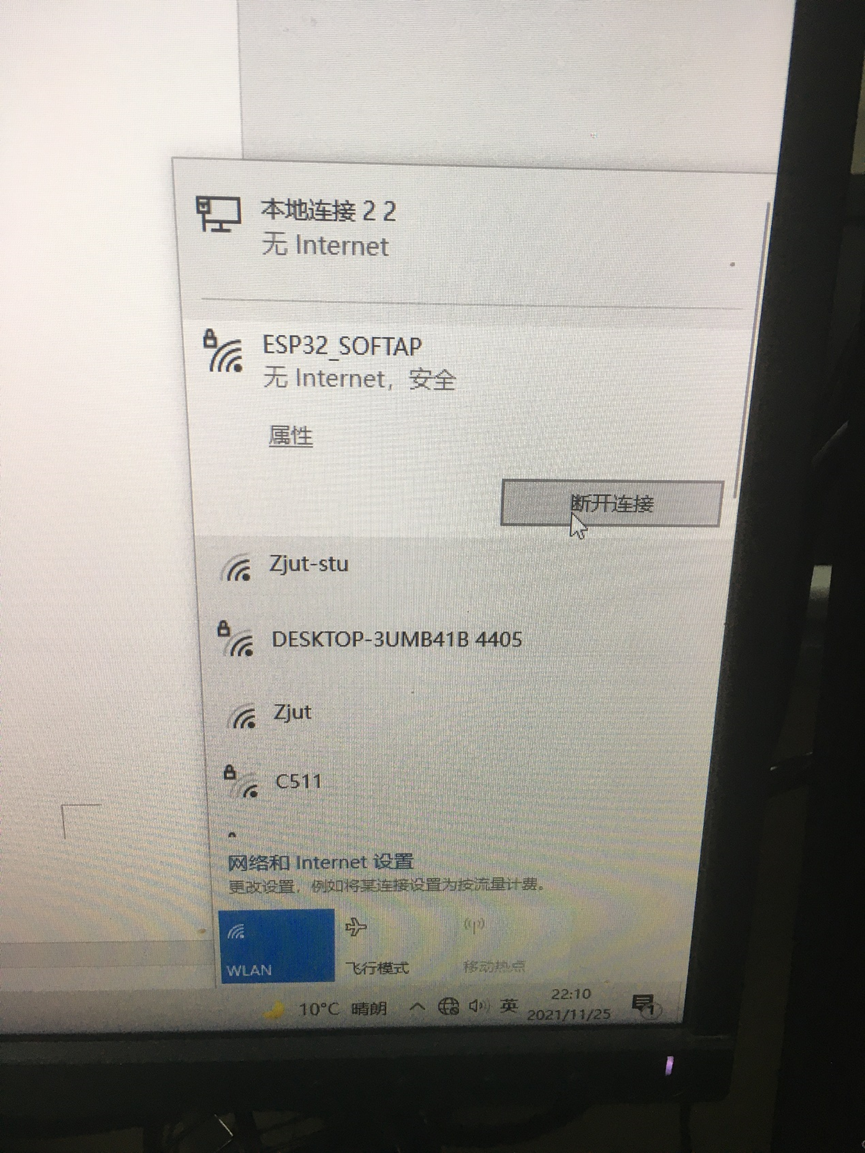 本地连接 2 2
无 Internet
ESP32_SOFTAP
无 Internet，安全
属性
断开连接
Zjut-stu
DESKTOP-3UMB41B 4405
Zjut
C511
网络和 Internet 设置
更改设置，例如将某连接设置为按流量计费。
WLAN
飞行模式
移动热点
10°C 晴朗
英
22:10
2021/11/25
1